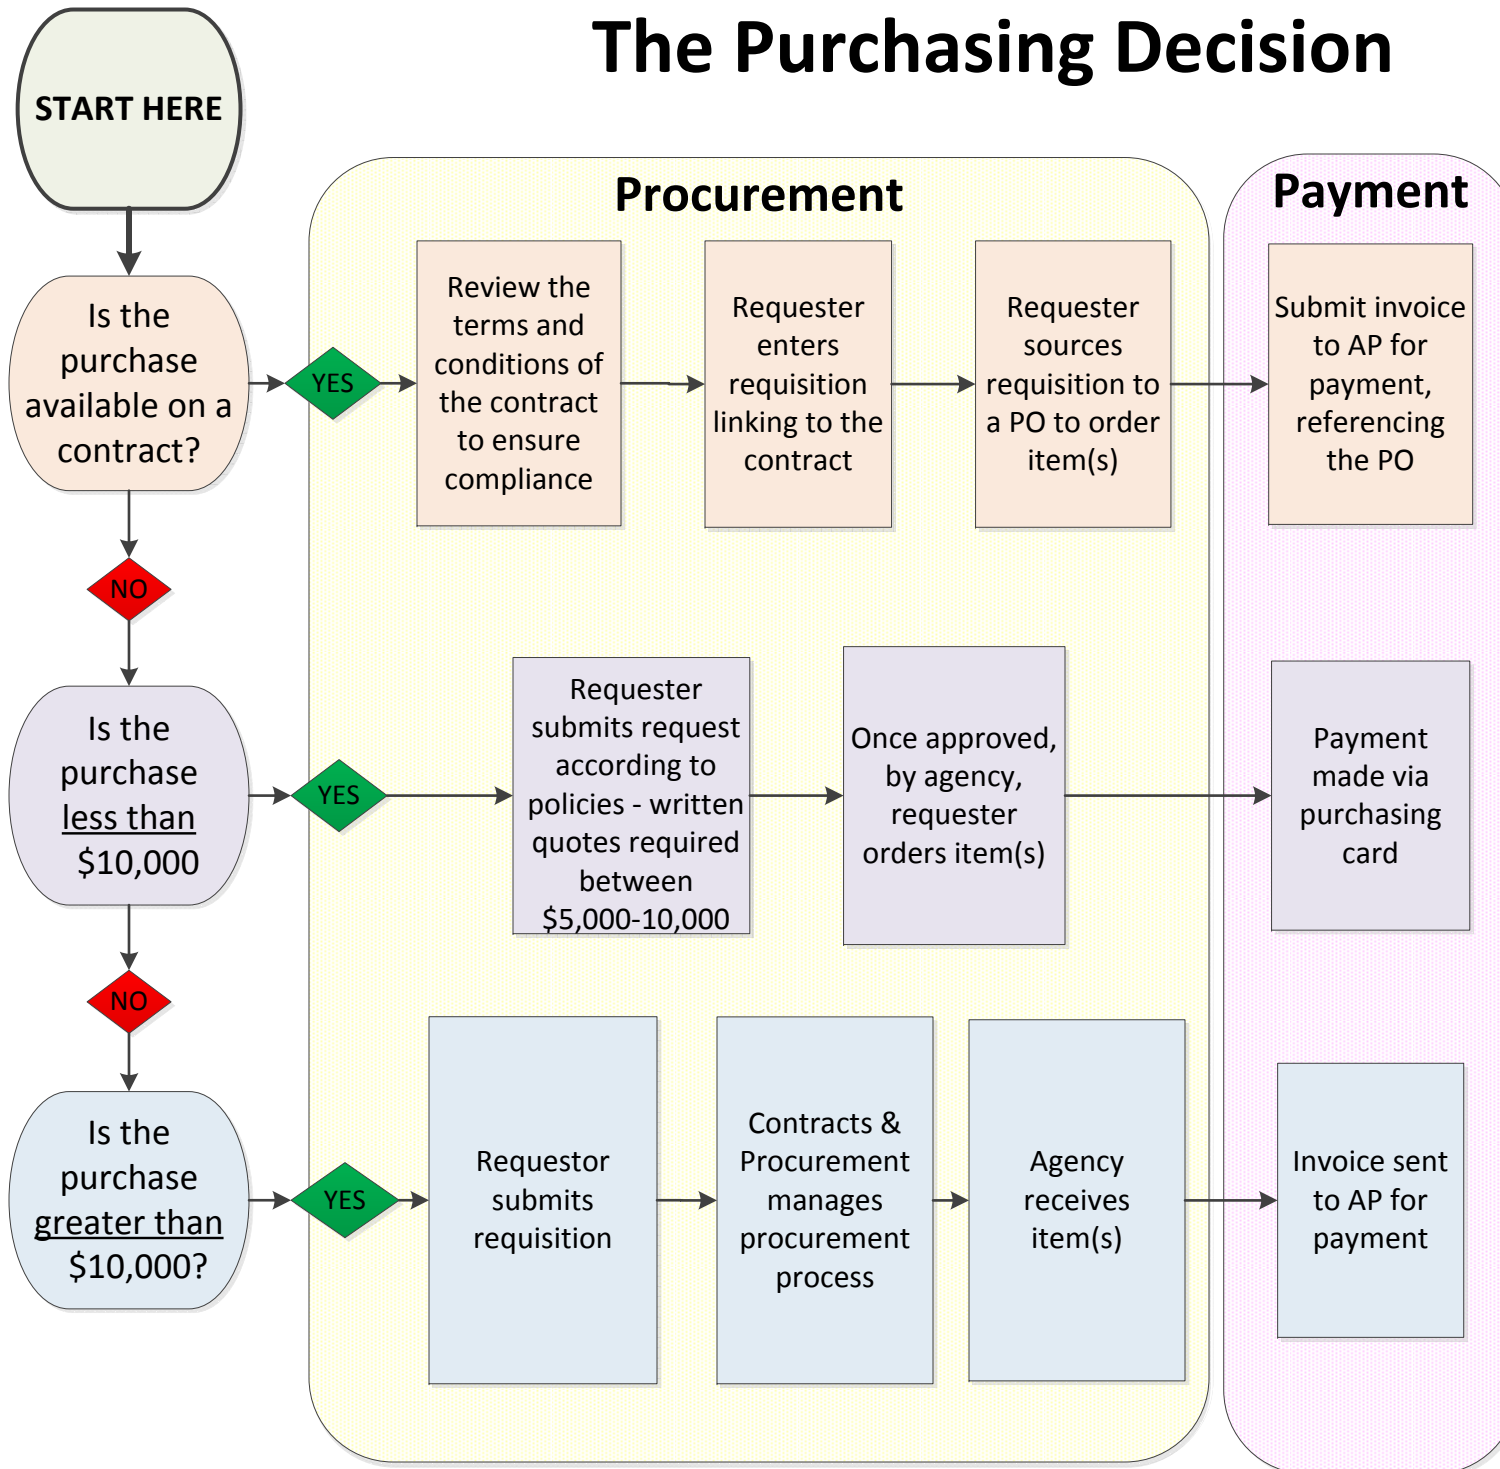 The Purchasing Decision
START HERE
Procurement
Payment
Is the
purchase
available on a
contract?
YES
Review the
terms and
conditions of
the contract
to ensure
compliance
Requester
enters
requisition
linking to the
contract
Requester
sources
requisition to
a PO to order
item(s)
Submit invoice
to AP for
payment,
referencing
the PO
NO
Is the
purchase
less than
$10,000
YES
Requester
submits request
according to
policies - written
quotes required
between
$5,000-10,000
Once approved,
by agency,
requester
orders item(s)
Payment
made via
purchasing
card
NO
Is the
purchase
greater than
$10,000?
YES
Requestor
submits
requisition
Contracts &
Procurement
manages
procurement
process
Agency
receives
item(s)
Invoice sent
to AP for
payment